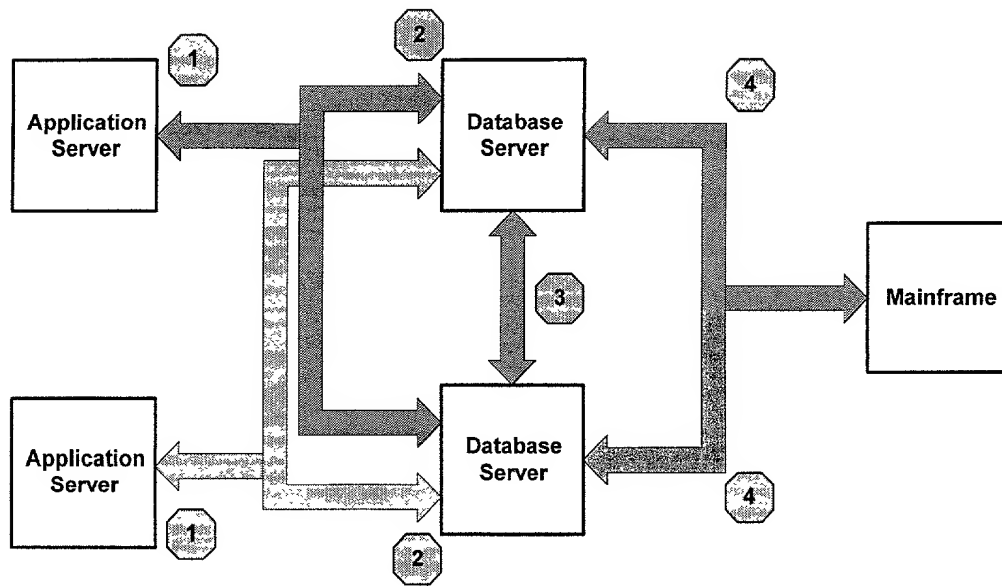 2
1
4
Application
Server
Database
Server
3
Mainframe
Application
Server
Database
Server
1
2
4